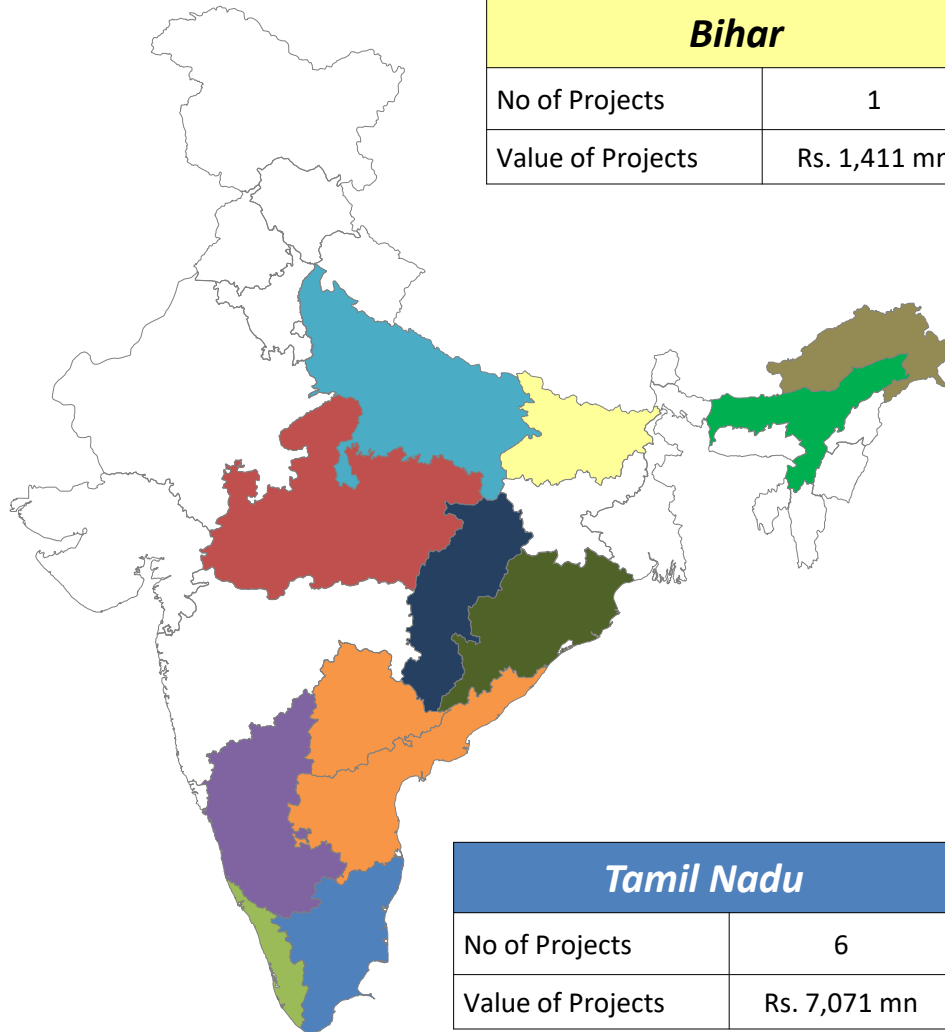 Bihar
No of Projects 1
Value of Projects Rs. 1,411 mn
Tamil Nadu
No of Projects 6
Value of Projects Rs. 7,071 mn